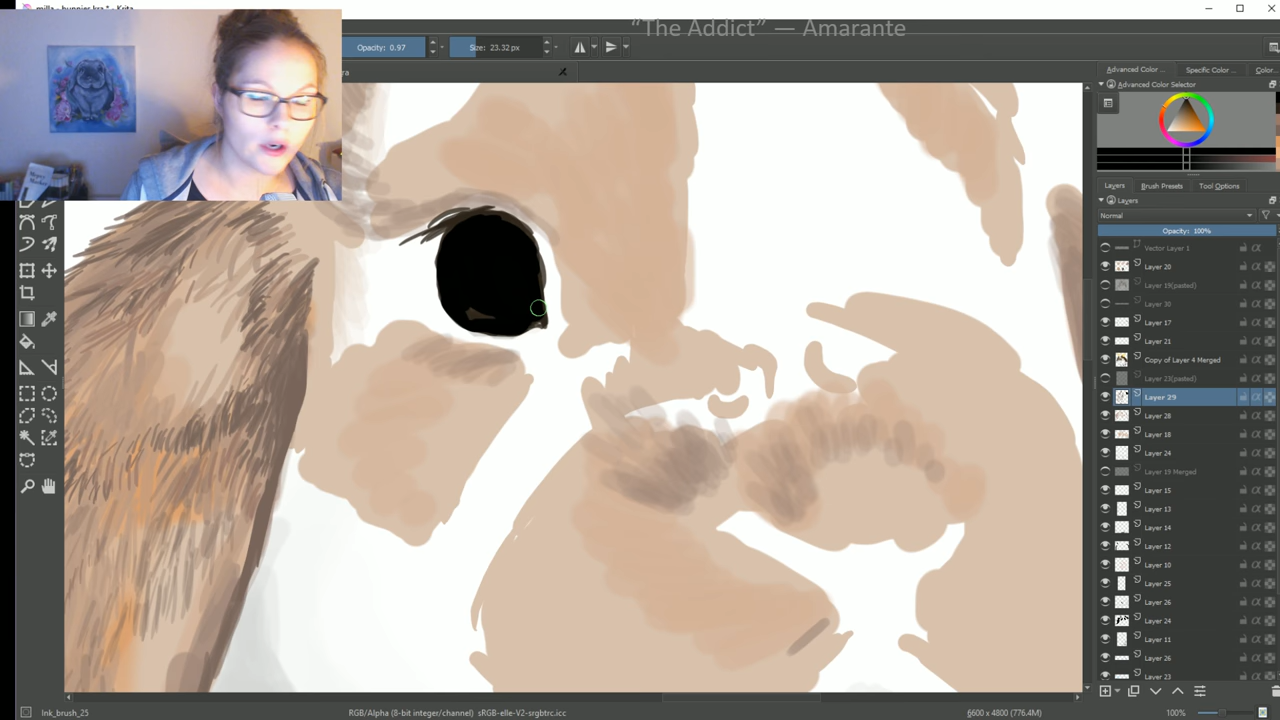 milla - bunnies.kra * - Krita
"The Addict" — Amarante
Opacity: 0.97
Size: 23.32 px
ra
Advanced Color ...
Specific Color ...
Color...
Advanced Color Selector
Layers
Brush Presets
Tool Options
Layers
Normal
Opacity: 100%
Vector Layer 1
Layer 20
Layer 19(pasted)
Layer 30
Layer 17
Layer 21
Copy of Layer 4 Merged
Layer 23(pasted)
Layer 29
Layer 28
Layer 18
Layer 24
Layer 19 Merged
Layer 15
Layer 13
Layer 14
Layer 12
Layer 10
Layer 25
Layer 26
Layer 24
Layer 11
Layer 26
Layer 23
Ink_brush_25
RGB/Alpha (8-bit integer/channel) sRGB-elle-V2-srgbtrc.icc
6600 x 4800 (776.4M)
100%